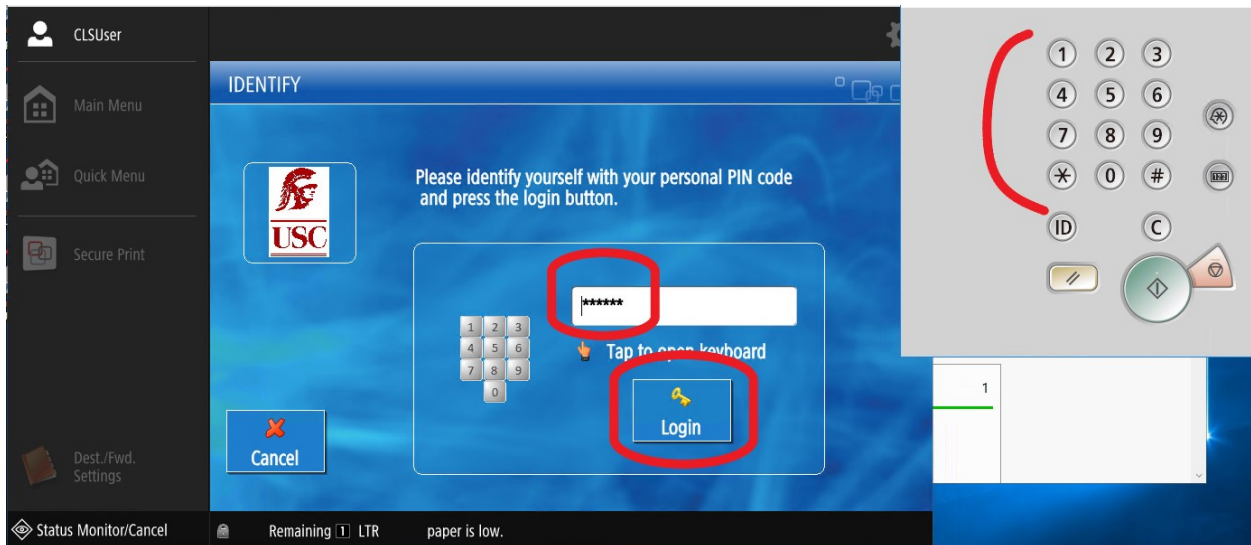 CLSUser
Main Menu
Quick Menu
Secure Print
Dest./Fwd.
Settings
Status Monitor/Cancel
IDENTIFY
USC
Please identify yourself with your personal PIN code
and press the login button.
******
1 2 3
4 5 6
7 8 9
0
Tap to open keyboard
Login
Cancel
Remaining 1 LTR paper is low.
1 2 3
4 5 6
7 8 9
* 0 #
ID C
1